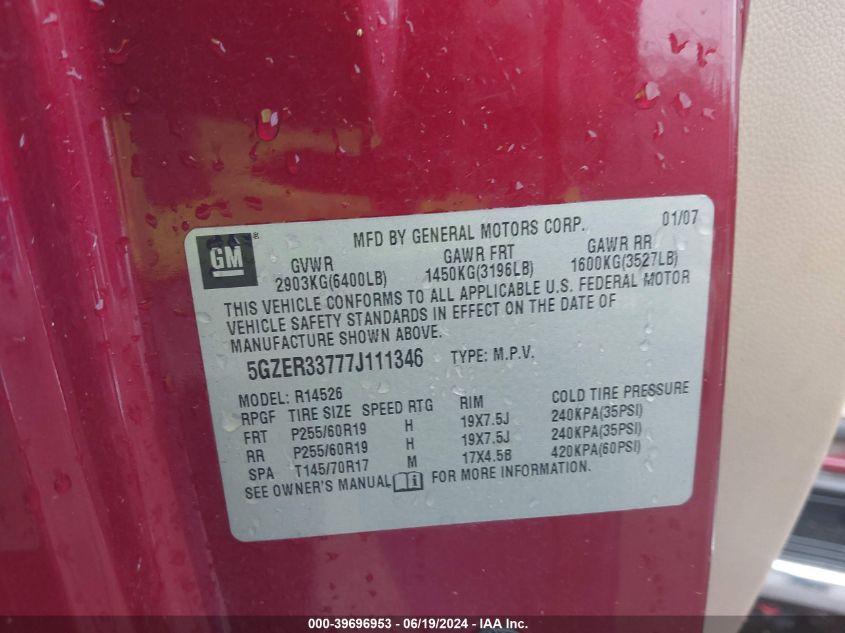 GM ® MFD BY GENERAL MOTORS CORP. 01/07
GVWR GAWR FRT GAWR RR
2903KG(6400LB) 1450KG(3196LB) 1600KG(3527LB)
THIS VEHICLE CONFORMS TO ALL APPLICABLE U.S. FEDERAL MOTOR
VEHICLE SAFETY STANDARDS IN EFFECT ON THE DATE OF
MANUFACTURE SHOWN ABOVE.
5GZER33777J111346 TYPE: M.P.V.
MODEL: R14526
RPGF TIRE SIZE SPEED RTG RIM COLD TIRE PRESSURE
FRT P255/60R19 H 19X7.5J 240KPA(35PSI)
RR P255/60R19 H 19X7.5J 240KPA(35PSI)
SPA T145/70R17 M 17X4.5B 420KPA(60PSI)
SEE OWNER'S MANUAL FOR MORE INFORMATION.
000-39696953 - 06/19/2024 - IAA Inc.